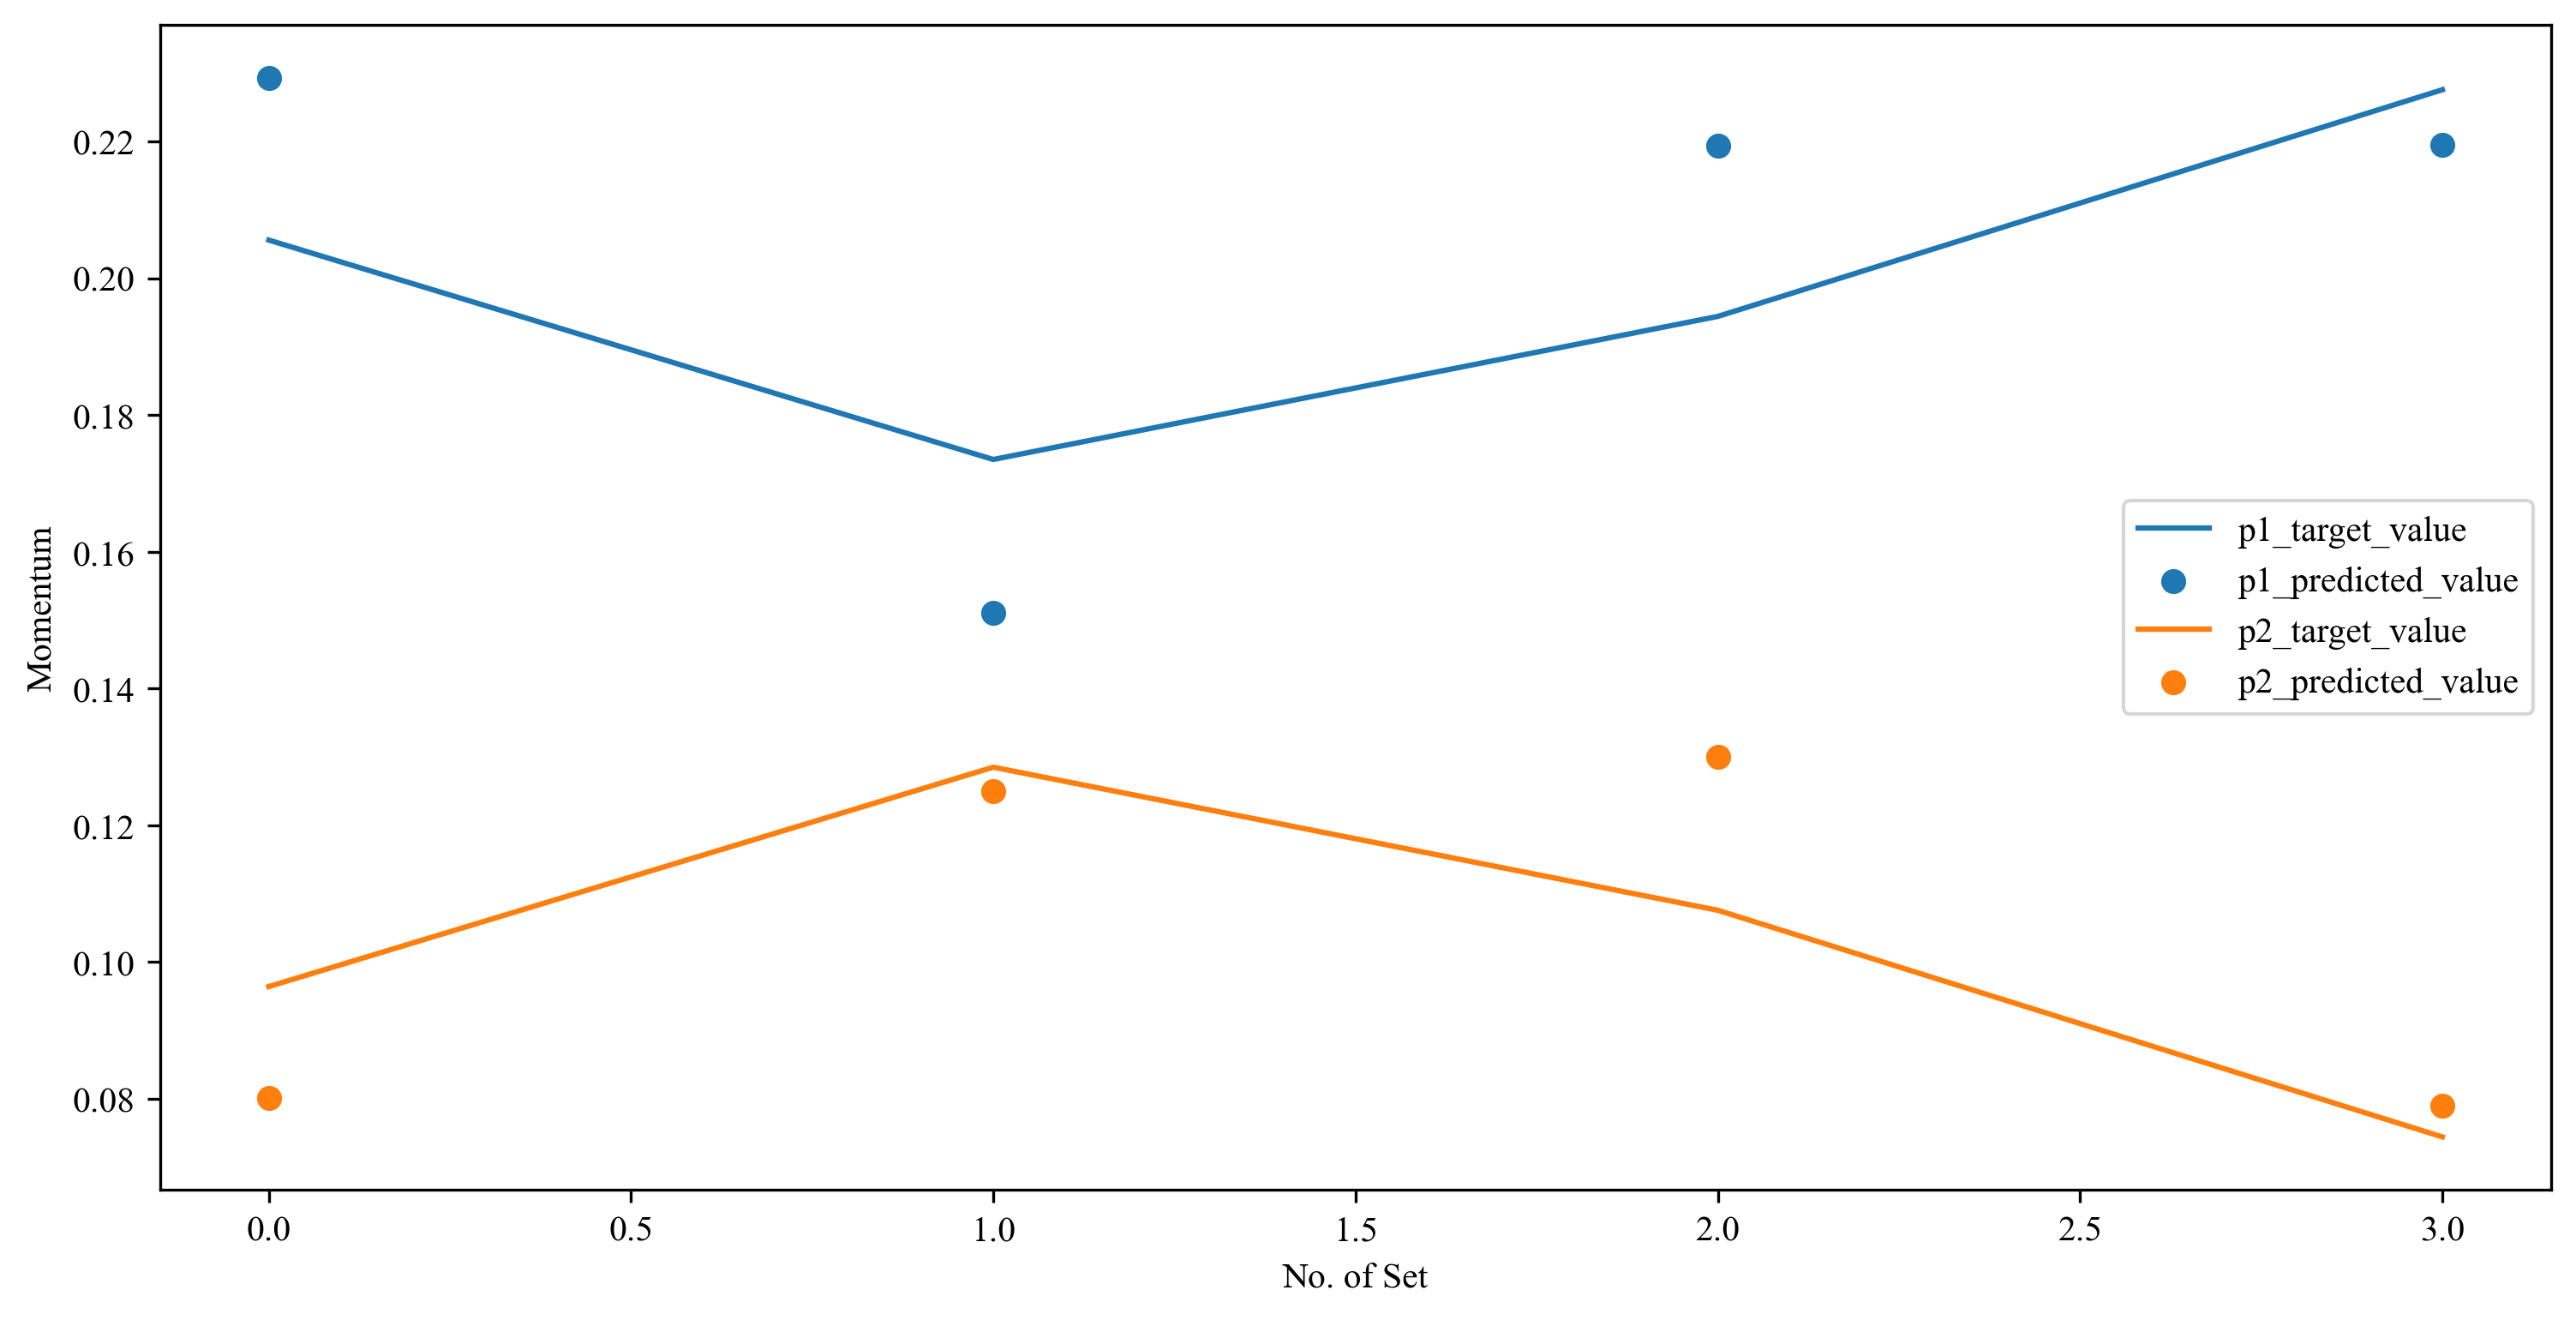 0.22
0.20
0.18
0.16
0.14
0.12
0.10
0.08
Momentum
0.0 0.5 1.0 1.5 2.0 2.5 3.0
No. of Set
p1_target_value
p1_predicted_value
p2_target_value
p2_predicted_value